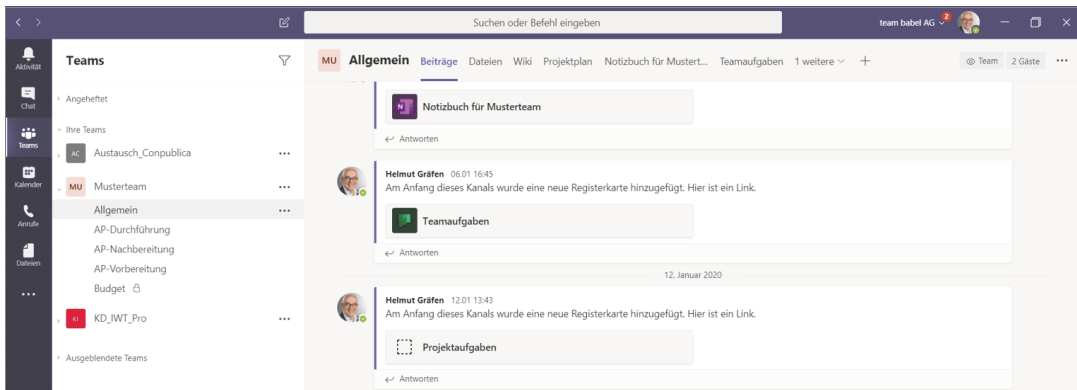 Suchen oder Befehl eingeben
team babel AG
2
Aktivität
Chat
Teams
Kalender
Anrufe
Dateien
Teams
Angeheftet
Ihre Teams
AC Austausch_Conpublica
MU Musterteam
Allgemein
AP-Durchführung
AP-Nachbereitung
AP-Vorbereitung
Budget
KI KD_IWT_Pro
Ausgeblendete Teams
MU Allgemein Beiträge Dateien Wiki Projektplan Notizbuch für Mustert... Teamaufgaben 1 weitere
Team 2 Gäste
N Notizbuch für Musterteam
Antworten
Helmut Gräfen 06.01 16:45
Am Anfang dieses Kanals wurde eine neue Registerkarte hinzugefügt. Hier ist ein Link.
Teamaufgaben
Antworten
12. Januar 2020
Helmut Gräfen 12.01 13:43
Am Anfang dieses Kanals wurde eine neue Registerkarte hinzugefügt. Hier ist ein Link.
Projektaufgaben
Antworten